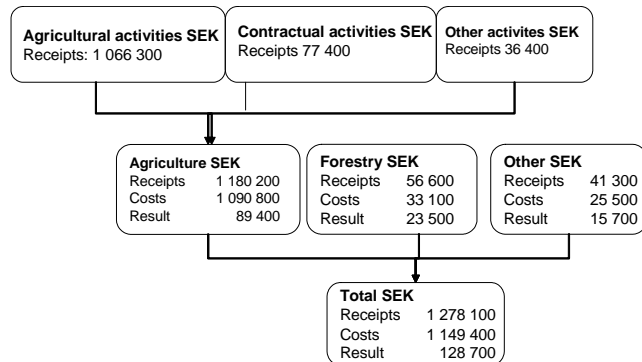 Agricultural activities SEK
Receipts: 1 066 300
Contractual activities SEK
Receipts 77 400
Other activites SEK
Receipts 36 400
Agriculture SEK
Receipts 1 180 200
Costs 1 090 800
Result 89 400
Forestry SEK
Receipts 56 600
Costs 33 100
Result 23 500
Other SEK
Receipts 41 300
Costs 25 500
Result 15 700
Total SEK
Receipts 1 278 100
Costs 1 149 400
Result 128 700